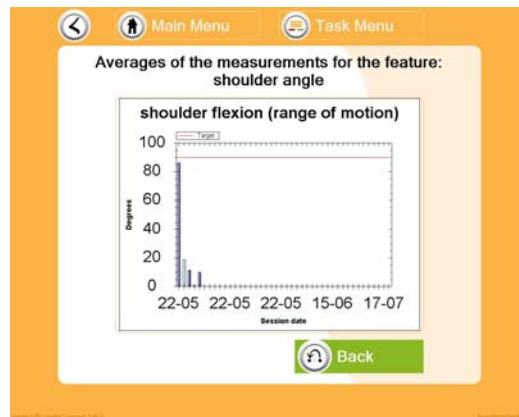 Main Menu
Task Menu
Averages of the measurements for the feature:
shoulder angle
shoulder flexion (range of motion)
Target
100
80
60
40
20
0
Degrees
22-05 22-05 22-05 15-06 17-07
Session date
Back